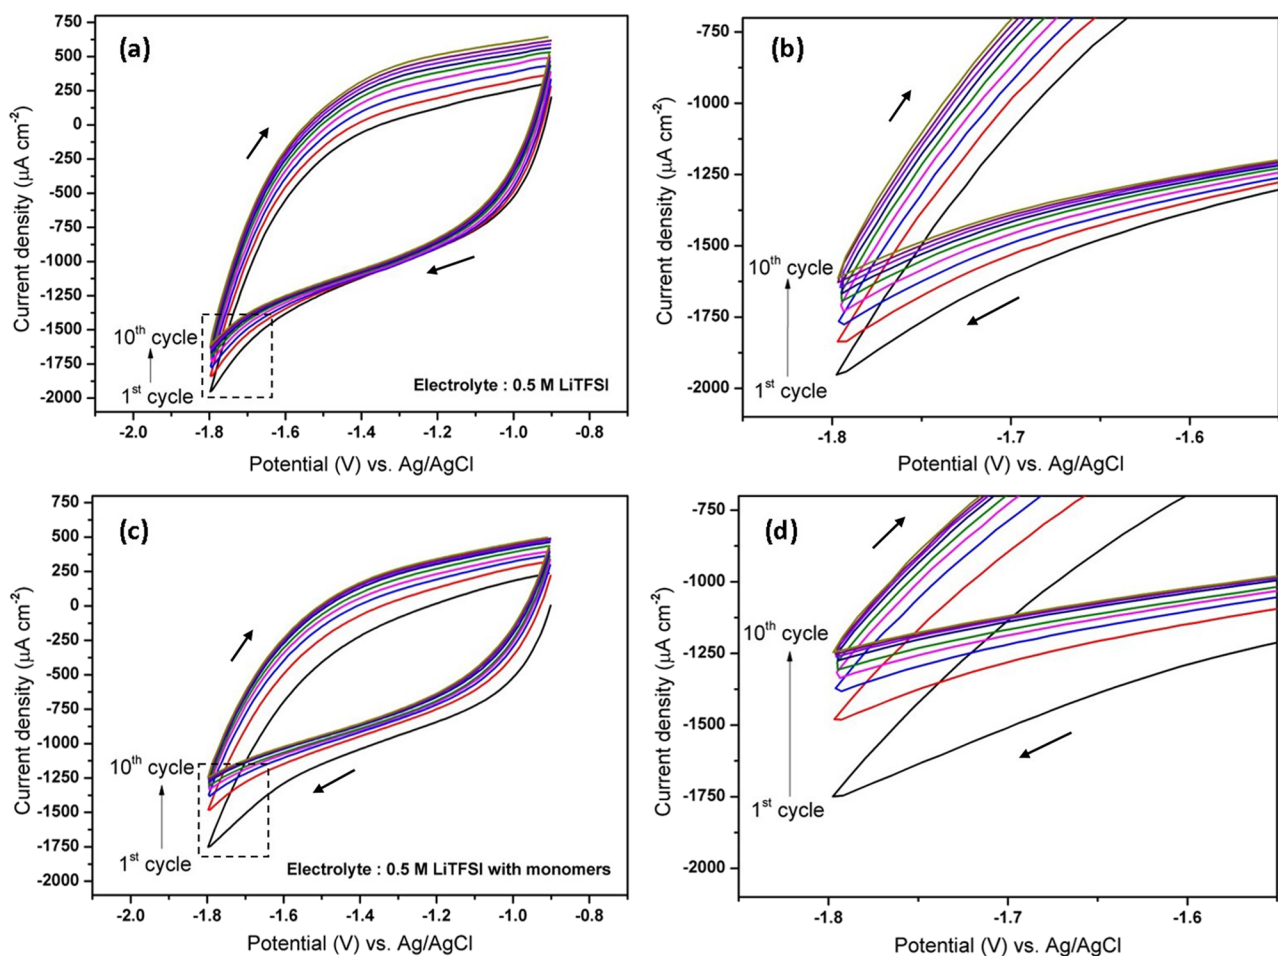 (a)
750
500
250
0
-250
-500
-750
-1000
-1250
-1500
-1750
-2000
Current density (µA cm-2)
10th cycle
1st cycle
Electrolyte : 0.5 M LiTFSI
-2.0 -1.8 -1.6 -1.4 -1.2 -1.0 -0.8
Potential (V) vs. Ag/AgCl
(b)
-750
-1000
-1250
-1500
-1750
-2000
Current density (µA cm-2)
10th cycle
1st cycle
-1.8 -1.7 -1.6
Potential (V) vs. Ag/AgCl
(c)
750
500
250
0
-250
-500
-750
-1000
-1250
-1500
-1750
-2000
Current density (µA cm-2)
10th cycle
1st cycle
Electrolyte : 0.5 M LiTFSI with monomers
-2.0 -1.8 -1.6 -1.4 -1.2 -1.0 -0.8
Potential (V) vs. Ag/AgCl
(d)
-750
-1000
-1250
-1500
-1750
-2000
Current density (µA cm-2)
10th cycle
1st cycle
-1.8 -1.7 -1.6
Potential (V) vs. Ag/AgCl